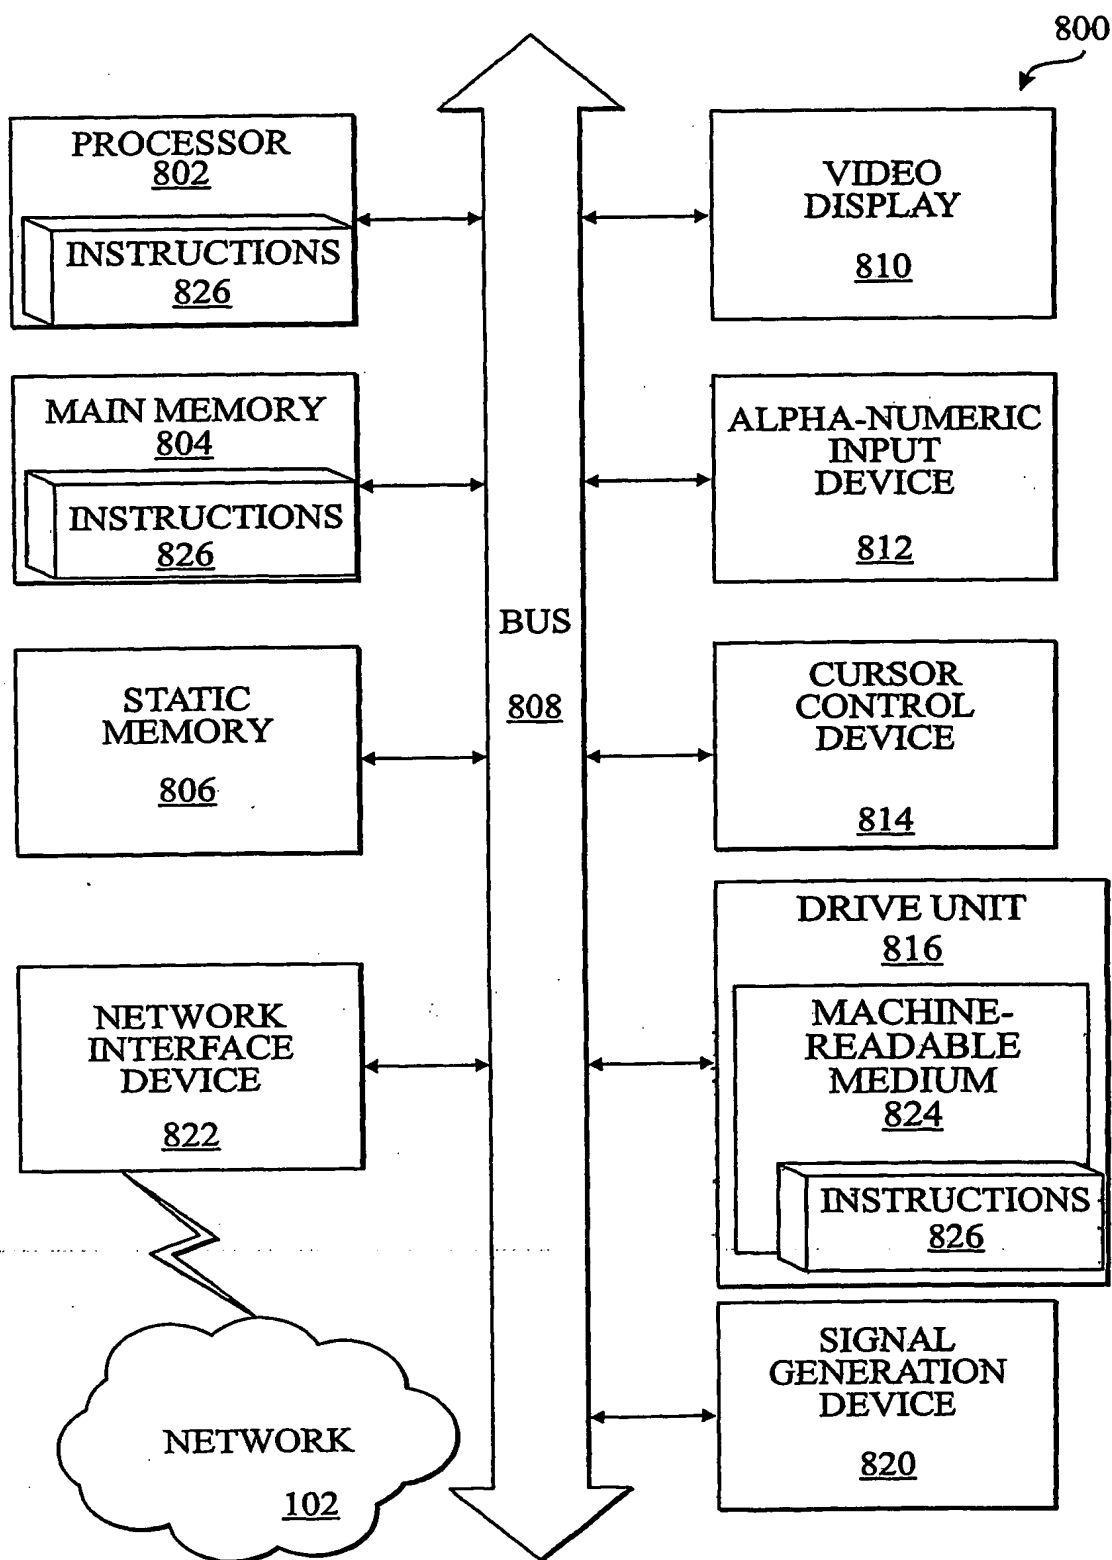 800
PROCESSOR
802
INSTRUCTIONS
826
MAIN MEMORY
804
INSTRUCTIONS
826
STATIC
MEMORY
806
NETWORK
INTERFACE
DEVICE
822
NETWORK
102
BUS
808
VIDEO
DISPLAY
810
ALPHA-NUMERIC
INPUT
DEVICE
812
CURSOR
CONTROL
DEVICE
814
DRIVE UNIT
816
MACHINE-
READABLE
MEDIUM
824
INSTRUCTIONS
826
SIGNAL
GENERATION
DEVICE
820